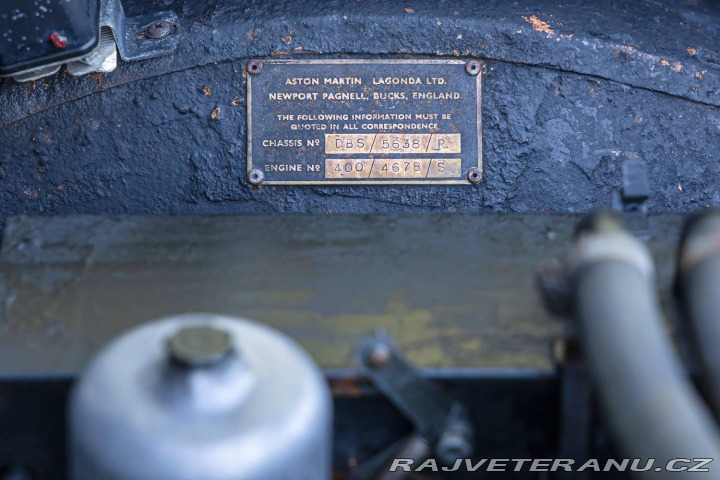 ASTON MARTIN LAGONDA LTD.
NEWPORT PAGNELL, BUCKS, ENGLAND.
THE FOLLOWING INFORMATION MUST BE
QUOTED IN ALL CORRESPONDENCE
CHASSIS Nº DBS/5638/R
ENGINE Nº 400/4678/S
RAJVETERANU.CZ